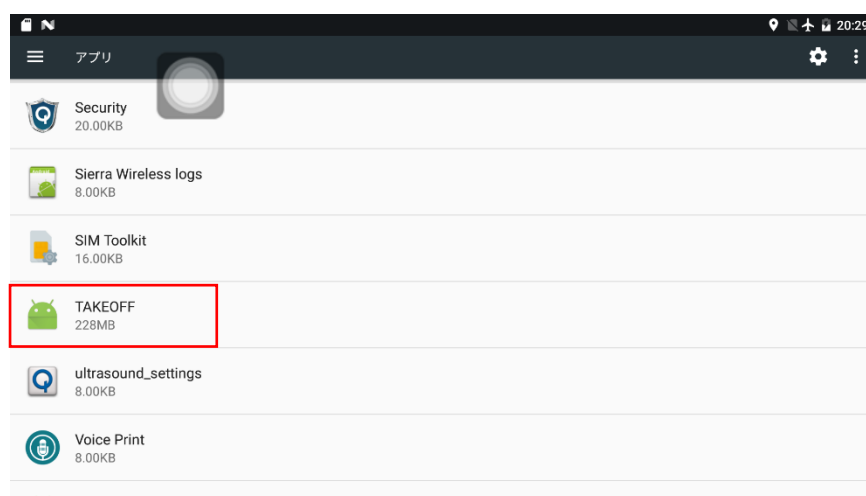 20:29
アプリ
Security
20.00KB
Sierra Wireless logs
8.00KB
SIM Toolkit
16.00KB
TAKEOFF
228MB
ultrasound_settings
8.00KB
Voice Print
8.00KB